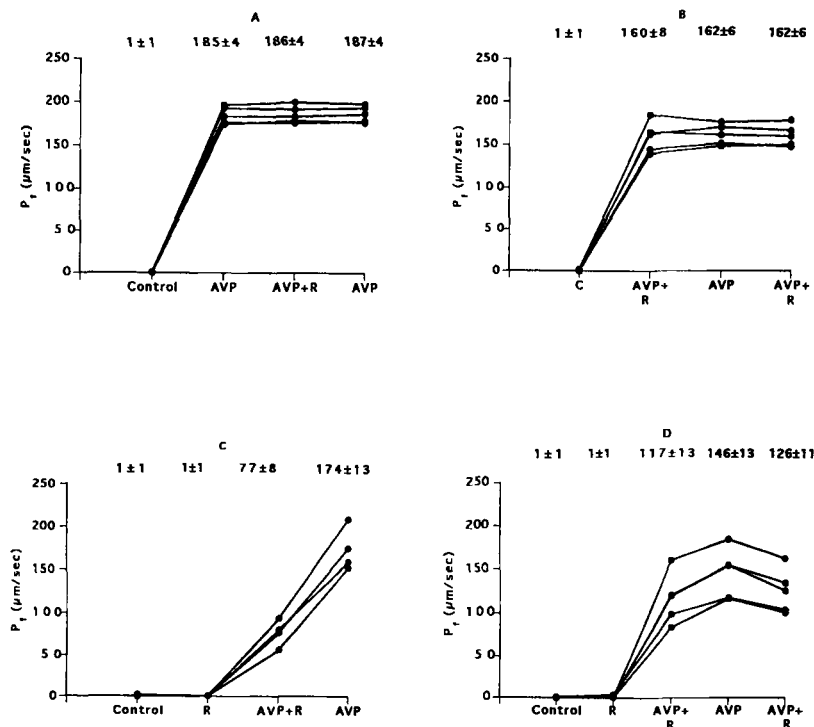 A
1 ± 1 185±4 186±4 187±4
250
200
150
100
50
0
P_f (µm/sec)
Control AVP AVP+R AVP
B
1 ± 1 160±8 162±6 162±6
250
200
150
100
50
0
P_f (µm/sec)
C AVP+ R AVP AVP+ R
C
1 ± 1 1±1 77±8 174±13
250
200
150
100
50
0
P_f (µm/sec)
Control R AVP+R AVP
D
1 ± 1 1±1 117±13 146±13 126±11
250
200
150
100
50
0
P_f (µm/sec)
Control R AVP+ R AVP AVP+ R